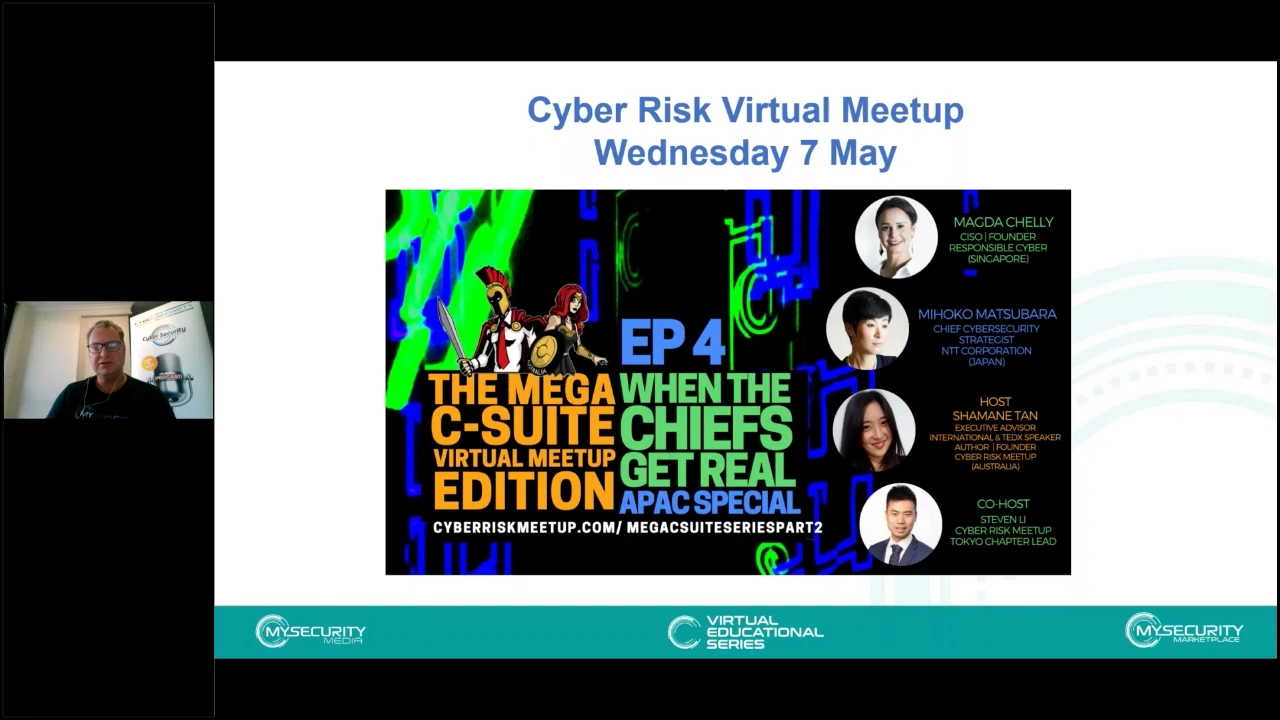 Cyber Risk Virtual Meetup
Wednesday 7 May
MAGDA CHELLY
CISO | FOUNDER
RESPONSIBLE CYBER
(SINGAPORE)
MIHOKO MATSUBARA
CHIEF CYBERSECURITY
STRATEGIST
NTT CORPORATION
(JAPAN)
HOST
SHAMANE TAN
EXECUTIVE ADVISOR
INTERNATIONAL & TEDX SPEAKER
AUTHOR | FOUNDER
CYBER RISK MEETUP
(AUSTRALIA)
CO-HOST
STEVEN LI
CYBER RISK MEETUP
TOKYO CHAPTER LEAD
THE MEGA
C-SUITE
VIRTUAL MEETUP
EDITION
EP 4
WHEN THE
CHIEFS
GET REAL
APAC SPECIAL
CYBERRISKMEETUP.COM/ MEGACSUITESERIESPART2
Cyber Security
MYSECURITY
MEDIA
VIRTUAL
EDUCATIONAL
SERIES
MYSECURITY
MARKETPLACE